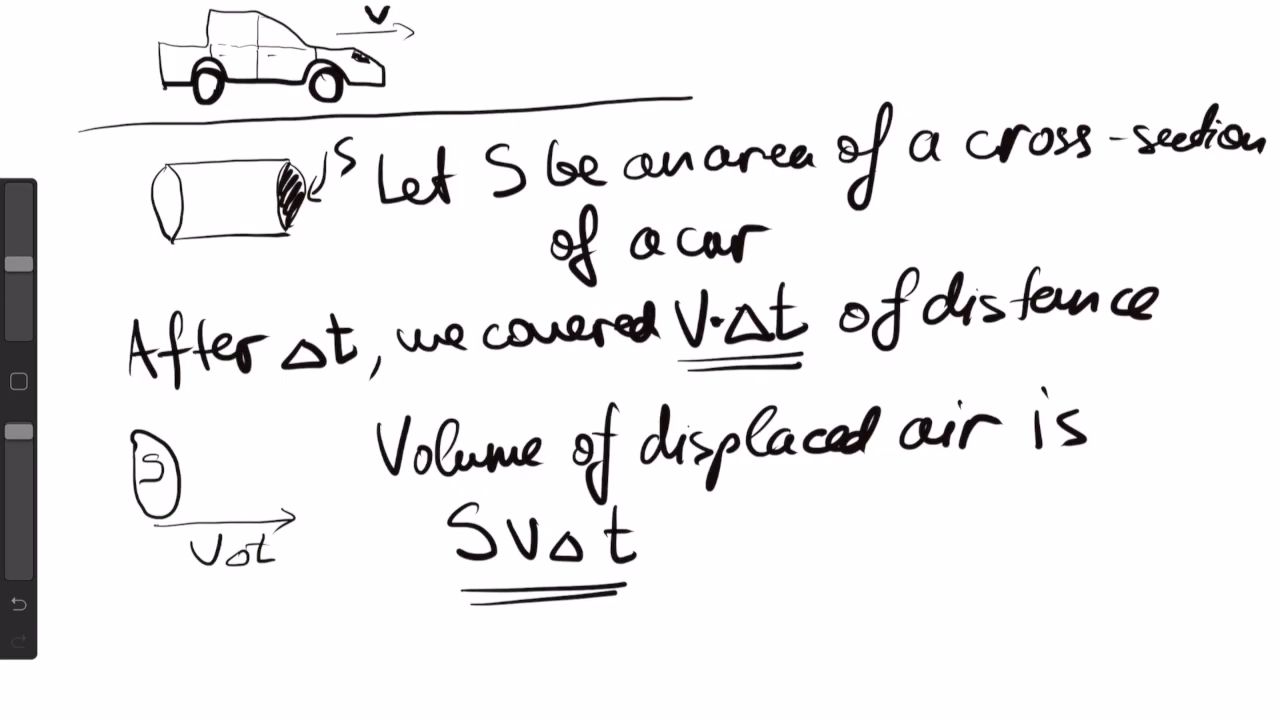 V
S
Let S be an area of a cross-section
of a car
After Δt, we covered V·Δt of distance
Volume of displaced air is
S
VΔt
SVΔt